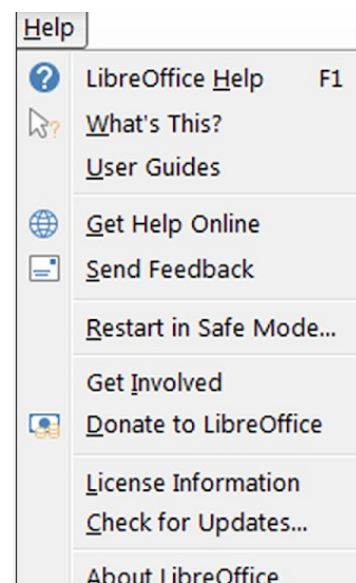 Help
LibreOffice Help F1
What's This?
User Guides
Get Help Online
Send Feedback
Restart in Safe Mode...
Get Involved
Donate to LibreOffice
License Information
Check for Updates...
About LibreOffice